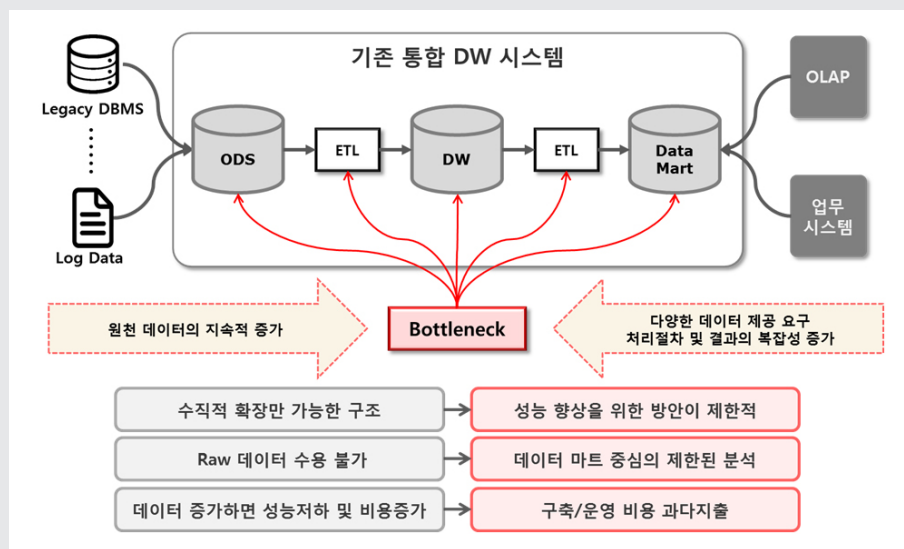 기존 통합 DW 시스템
Legacy DBMS
Log Data
ODS
ETL
DW
ETL
Data
Mart
OLAP
업무
시스템
원천 데이터의 지속적 증가
Bottleneck
다양한 데이터 제공 요구
처리절차 및 결과의 복잡성 증가
수직적 확장만 가능한 구조
성능 향상을 위한 방안이 제한적
Raw 데이터 수용 불가
데이터 마트 중심의 제한된 분석
데이터 증가하면 성능저하 및 비용증가
구축/운영 비용 과다지출